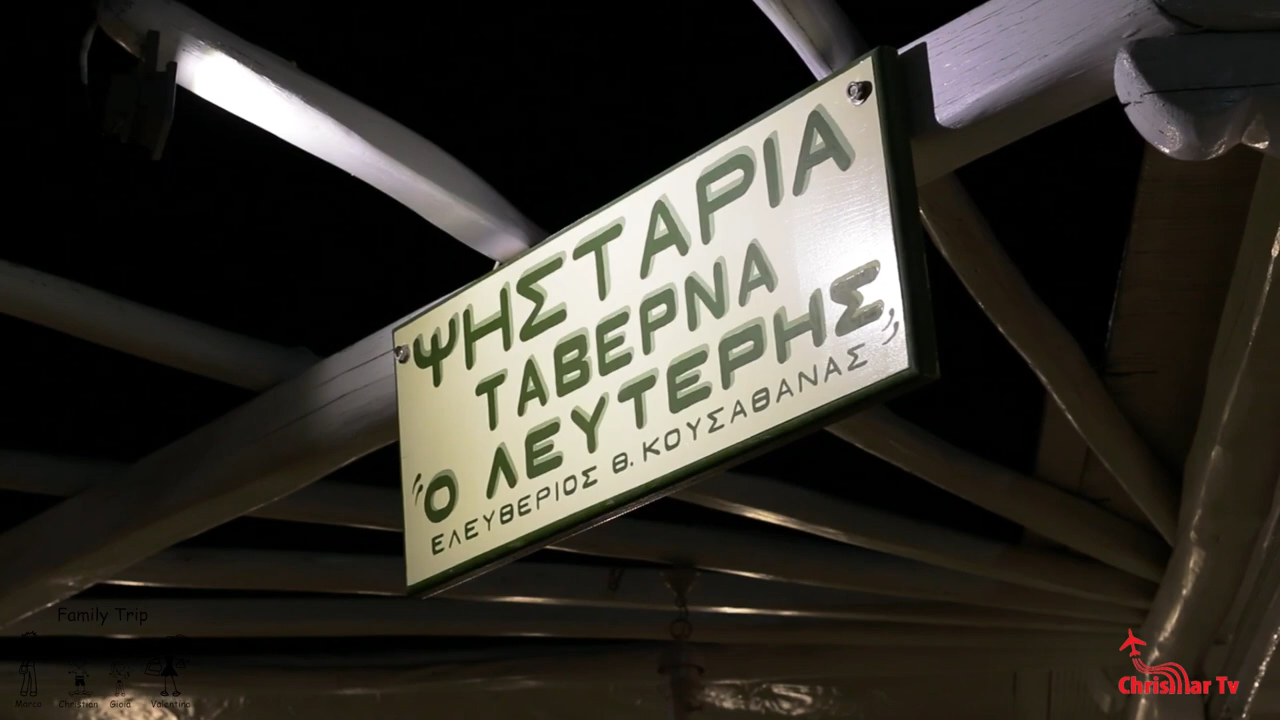 ΨΗΣΤΑΡΙΑ
ΤΑΒΕΡΝΑ
"Ο ΛΕΥΤΕΡΗΣ"
ΕΛΕΥΘΕΡΙΟΣ Θ. ΚΟΥΣΑΘΑΝΑΣ
Family Trip
Marco Christian Gioia Valentina
ChrisMar Tv